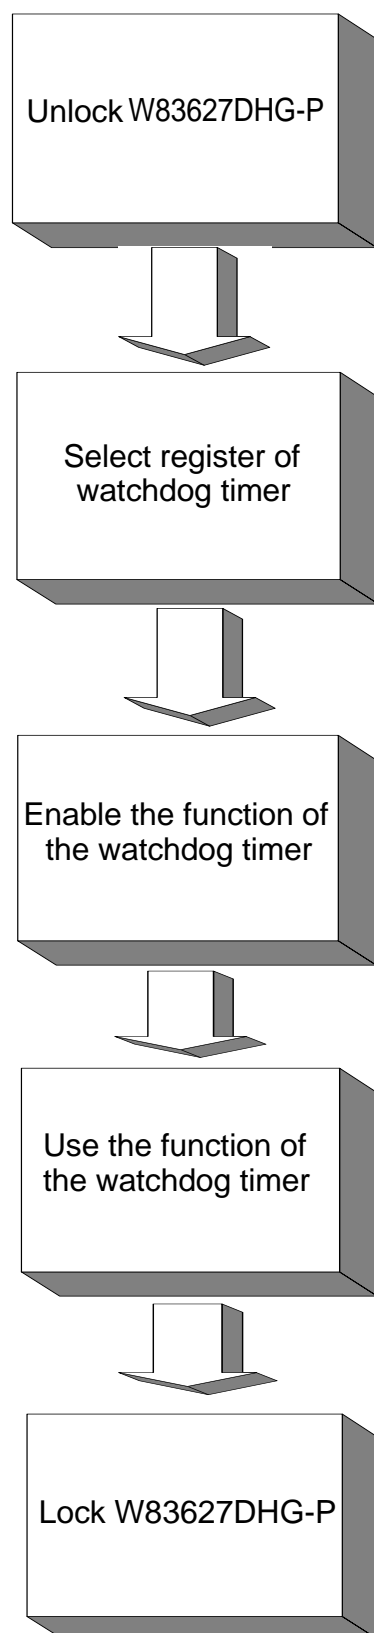 Unlock W83627DHG-P
Select register of
watchdog timer
Enable the function of
the watchdog timer
Use the function of
the watchdog timer
Lock W83627DHG-P